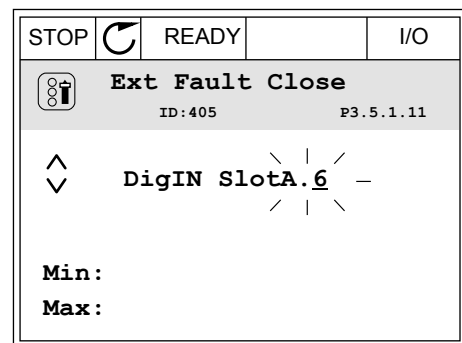 STOP READY I/O
Ext Fault Close
ID:405 P3.5.1.11
DigIN SlotA.6
Min:
Max: